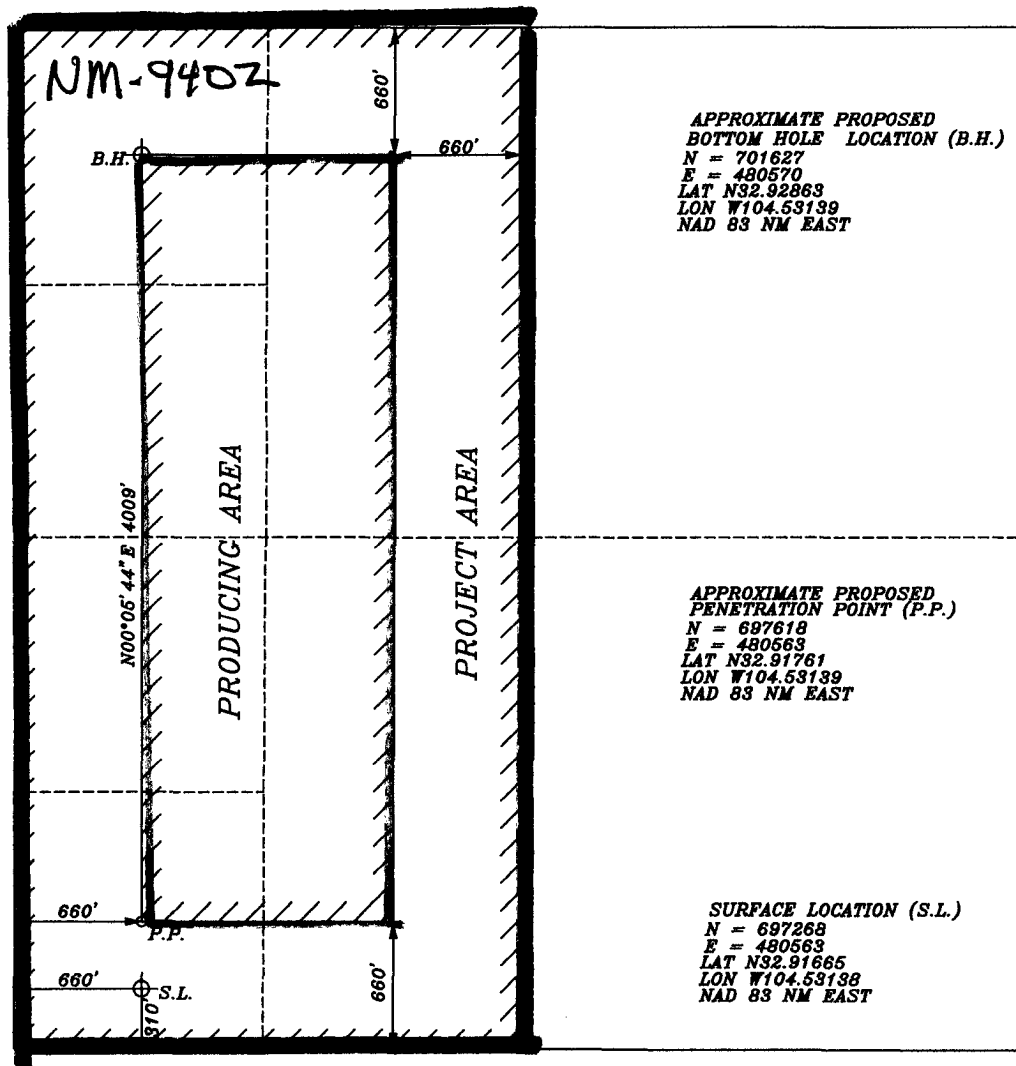 NM-9402
660'
B.H.
660'
APPROXIMATE PROPOSED
BOTTOM HOLE LOCATION (B.H.)
N = 701627
E = 480570
LAT N32.92863
LON W104.53139
NAD 83 NM EAST
N00°05'44"E 4009'
PRODUCING AREA
PROJECT AREA
APPROXIMATE PROPOSED
PENETRATION POINT (P.P.)
N = 697618
E = 480563
LAT N32.91761
LON W104.53139
NAD 83 NM EAST
660'
P.P.
660'
S.L.
310'
660'
SURFACE LOCATION (S.L.)
N = 697268
E = 480563
LAT N32.91665
LON W104.53138
NAD 83 NM EAST